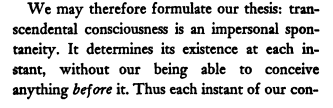 We may therefore formulate our thesis: tran-
scendental consciousness is an impersonal spon-
taneity. It determines its existence at each in-
stant, without our being able to conceive
anything before it. Thus each instant of our con-